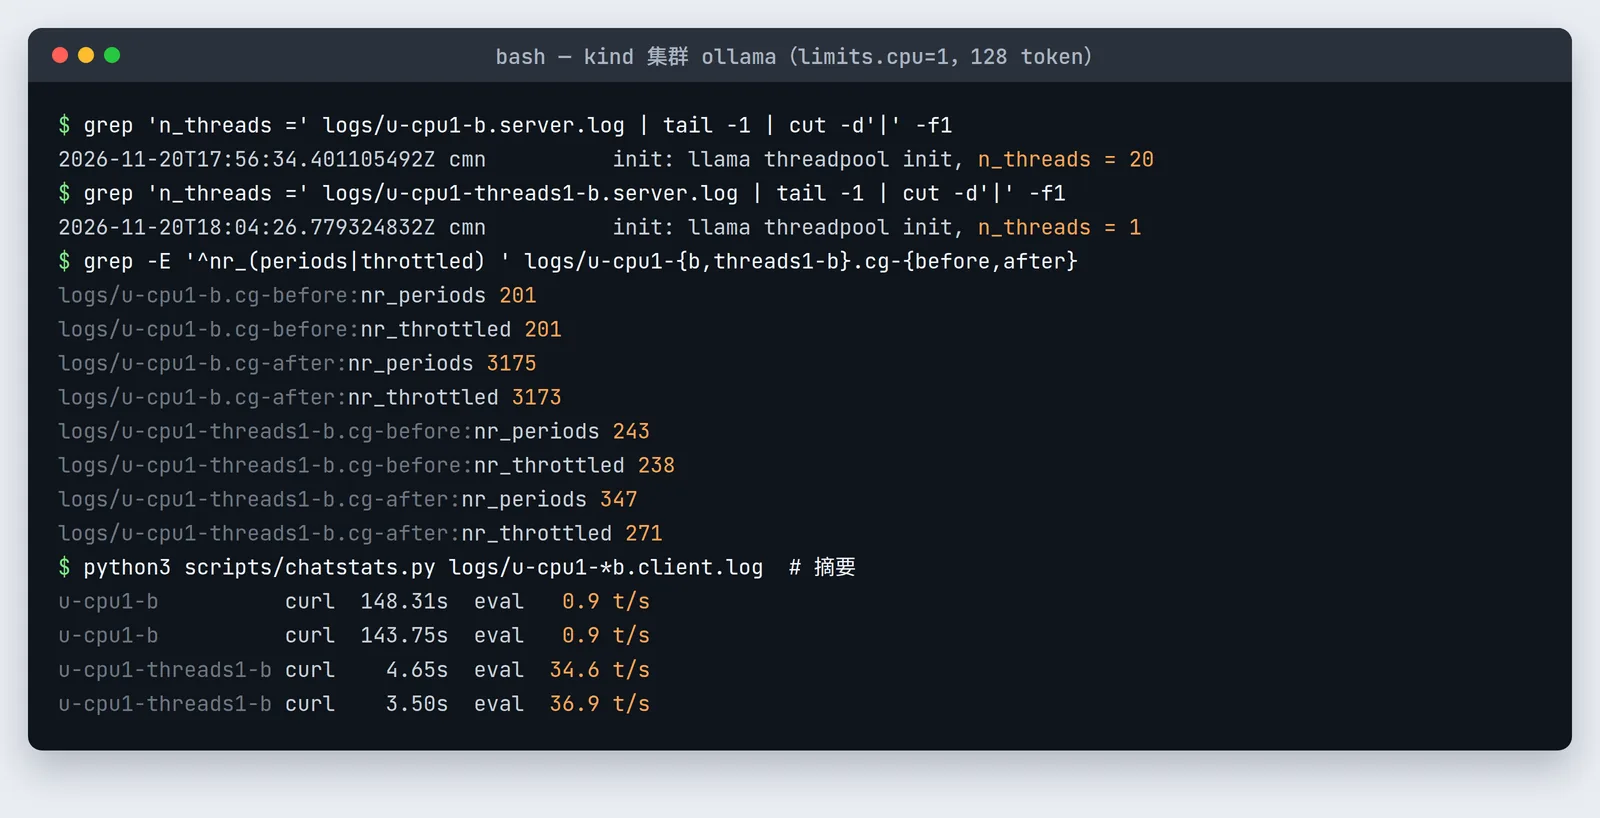 bash — kind 集群 ollama（limits.cpu=1，128 token）
$ grep 'n_threads =' logs/u-cpu1-b.server.log | tail -1 | cut -d'|' -f1
2026-11-20T17:56:34.401105492Z cmn          init: llama threadpool init, n_threads = 20
$ grep 'n_threads =' logs/u-cpu1-threads1-b.server.log | tail -1 | cut -d'|' -f1
2026-11-20T18:04:26.779324832Z cmn          init: llama threadpool init, n_threads = 1
$ grep -E '^nr_(periods|throttled) ' logs/u-cpu1-{b,threads1-b}.cg-{before,after}
logs/u-cpu1-b.cg-before:nr_periods 201
logs/u-cpu1-b.cg-before:nr_throttled 201
logs/u-cpu1-b.cg-after:nr_periods 3175
logs/u-cpu1-b.cg-after:nr_throttled 3173
logs/u-cpu1-threads1-b.cg-before:nr_periods 243
logs/u-cpu1-threads1-b.cg-before:nr_throttled 238
logs/u-cpu1-threads1-b.cg-after:nr_periods 347
logs/u-cpu1-threads1-b.cg-after:nr_throttled 271
$ python3 scripts/chatstats.py logs/u-cpu1-*b.client.log  # 摘要
u-cpu1-b          curl  148.31s  eval   0.9 t/s
u-cpu1-b          curl  143.75s  eval   0.9 t/s
u-cpu1-threads1-b curl    4.65s  eval  34.6 t/s
u-cpu1-threads1-b curl    3.50s  eval  36.9 t/s